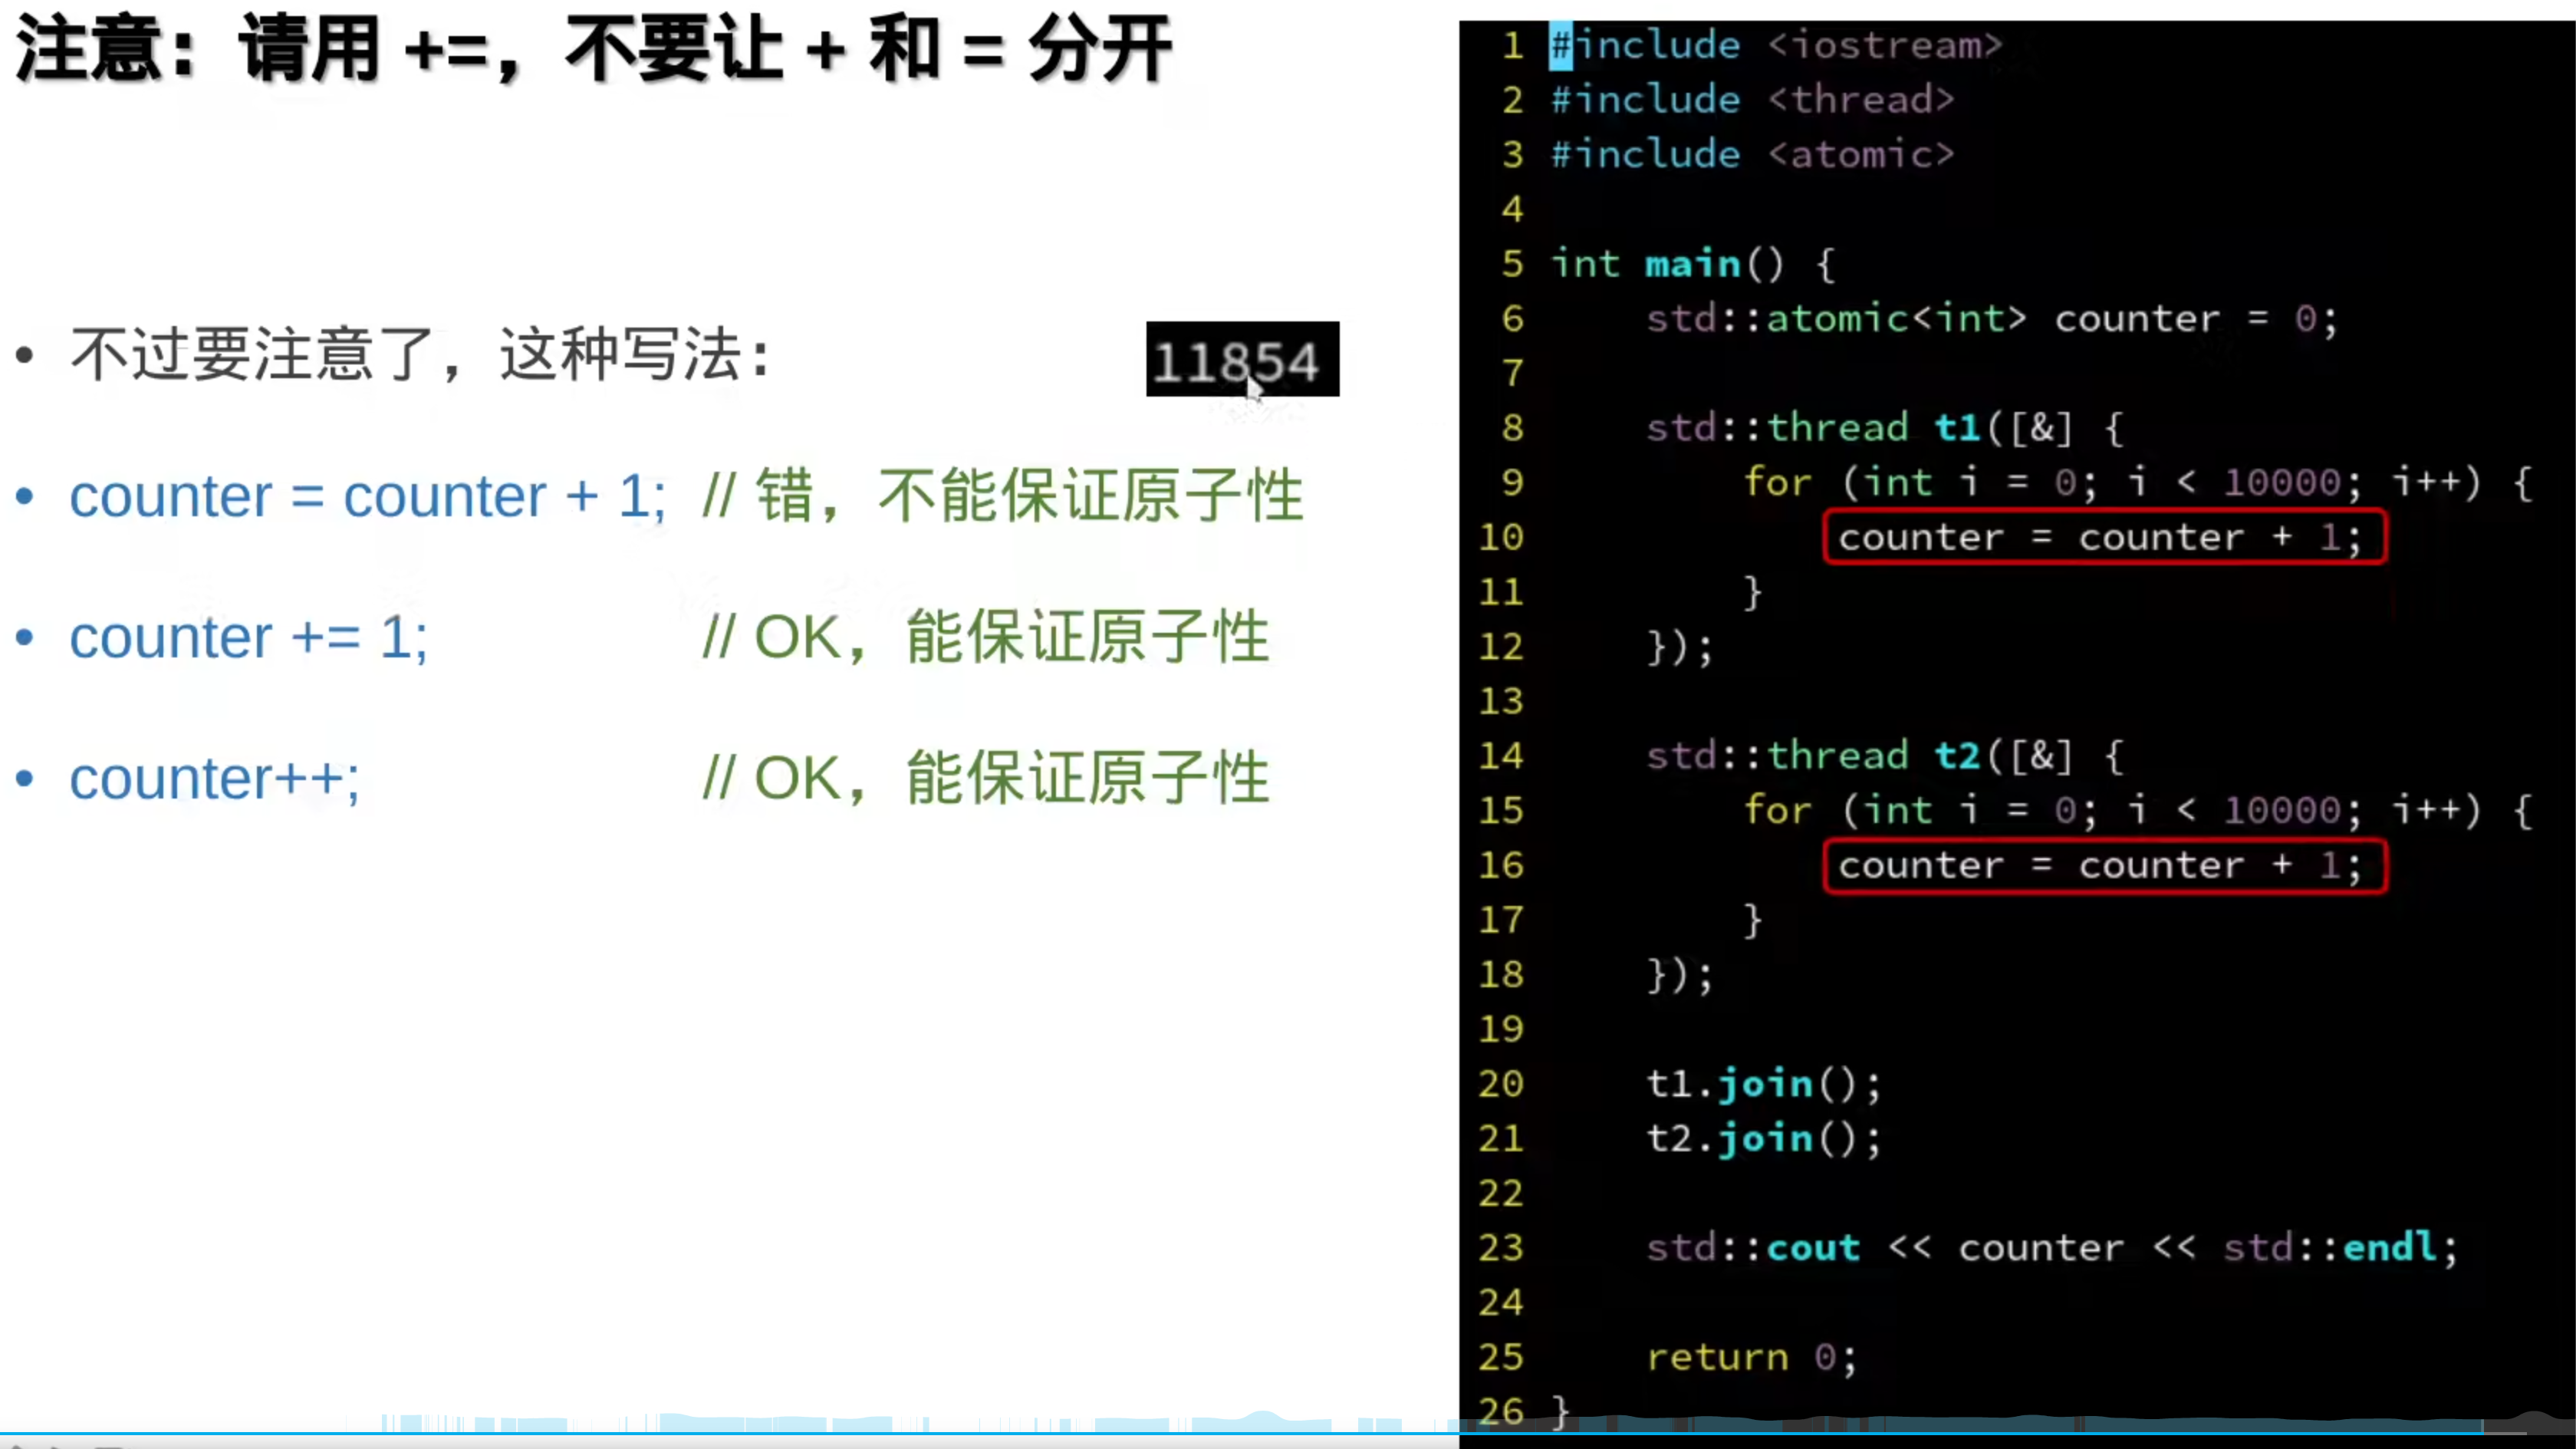 注意：请用 +=，不要让 + 和 = 分开
• 不过要注意了，这种写法：
11854
• counter = counter + 1; // 错，不能保证原子性
• counter += 1; // OK，能保证原子性
• counter++; // OK，能保证原子性
1 #include <iostream>
2 #include <thread>
3 #include <atomic>
4
5 int main() {
6 std::atomic<int> counter = 0;
7
8 std::thread t1([&] {
9 for (int i = 0; i < 10000; i++) {
10 counter = counter + 1;
11 }
12 });
13
14 std::thread t2([&] {
15 for (int i = 0; i < 10000; i++) {
16 counter = counter + 1;
17 }
18 });
19
20 t1.join();
21 t2.join();
22
23 std::cout << counter << std::endl;
24
25 return 0;
26 }